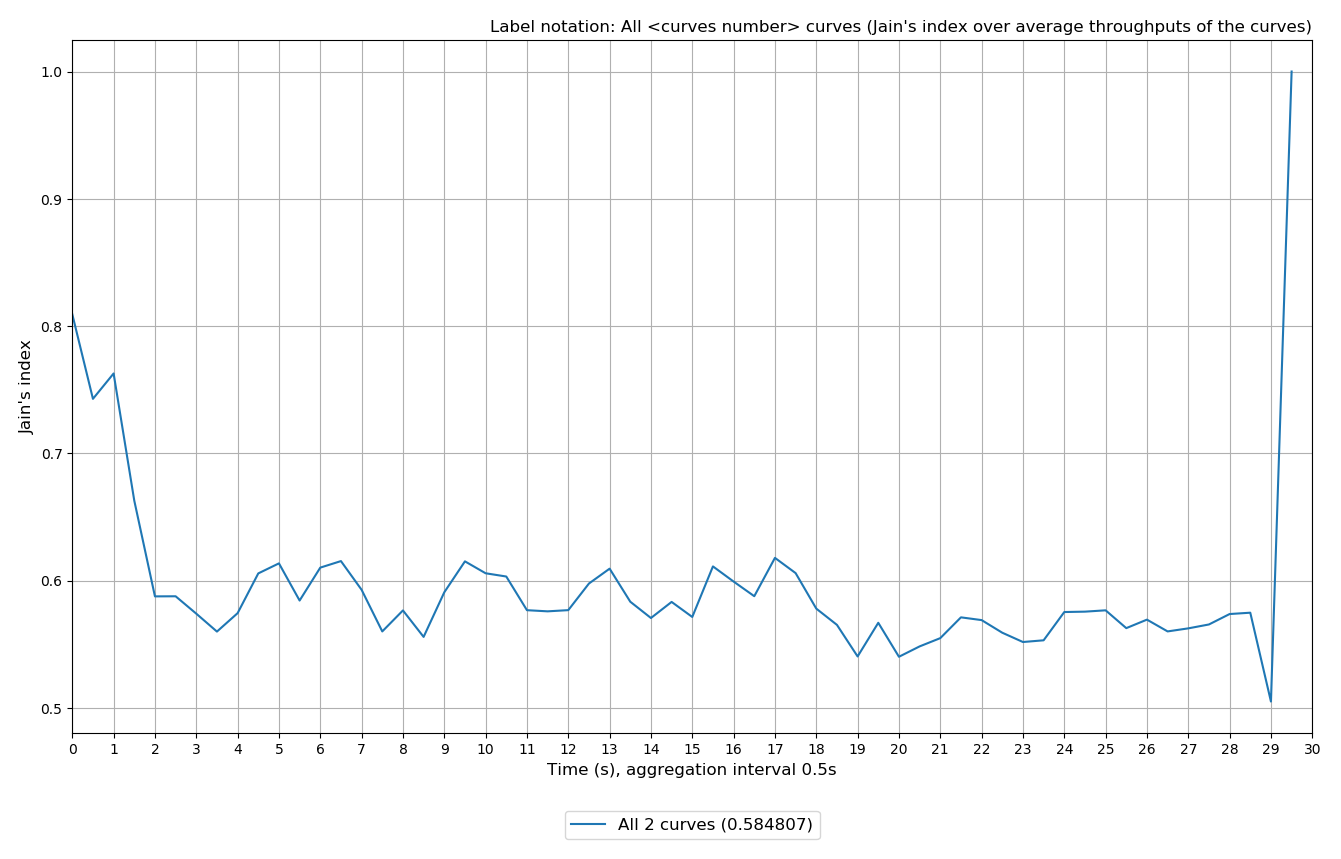 Label notation: All <curves number> curves (Jain's index over average throughputs of the curves)
1.0
0.9
0.8
0.7
0.6
0.5
Jain's index
0 1 2 3 4 5 6 7 8 9 10 11 12 13 14 15 16 17 18 19 20 21 22 23 24 25 26 27 28 29 30
Time (s), aggregation interval 0.5s
All 2 curves (0.584807)